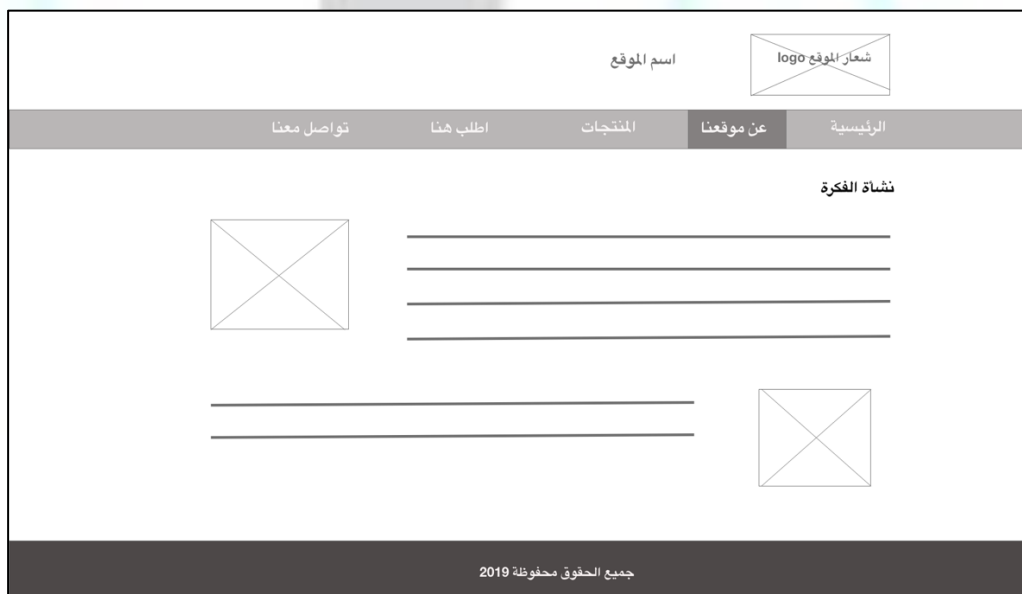 شعار الموقع logo
اسم الموقع
الرئيسية عن موقعنا المنتجات اطلب هنا تواصل معنا
نشأة الفكرة
جميع الحقوق محفوظة 2019